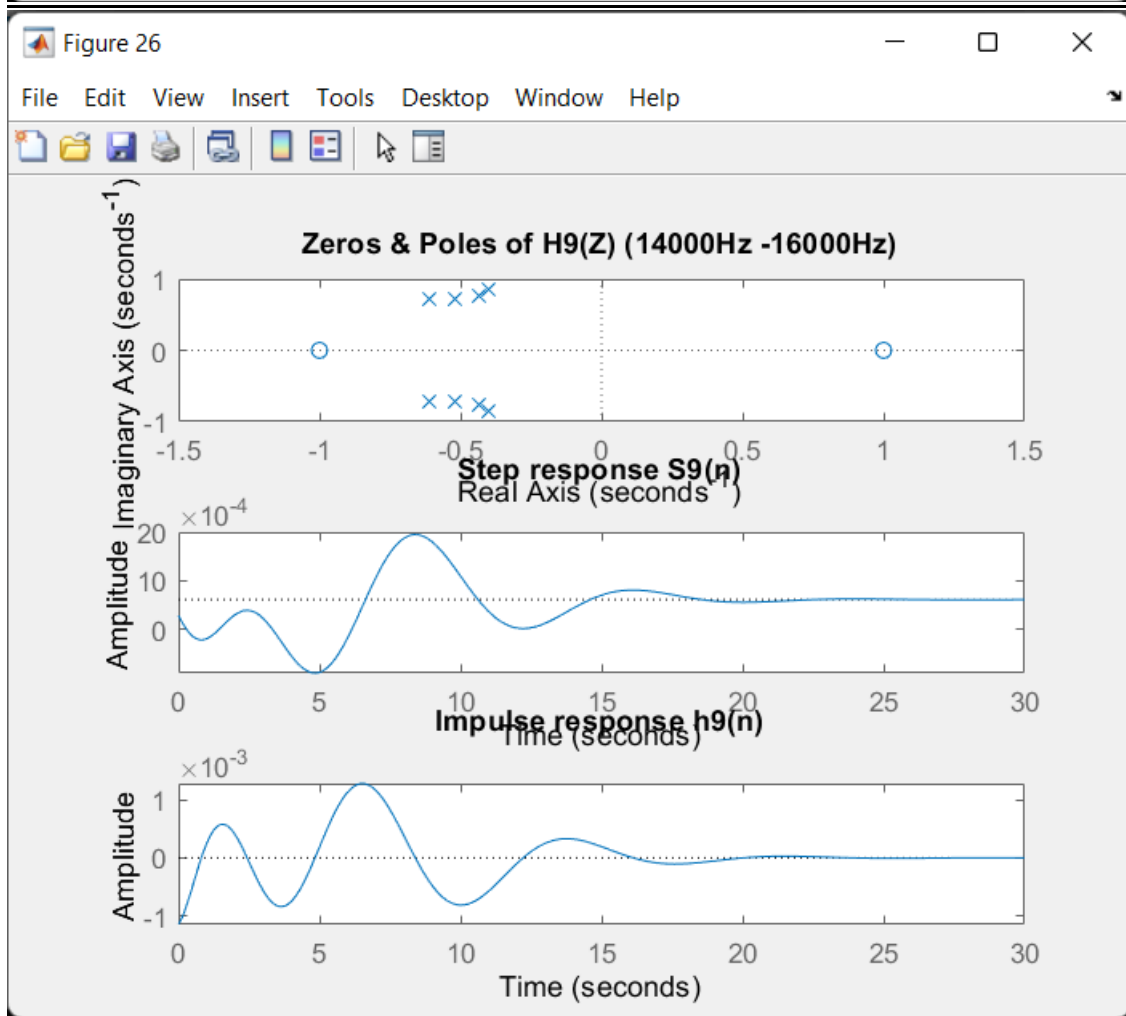 Figure 26
File Edit View Insert Tools Desktop Window Help
Zeros & Poles of H9(Z) (14000Hz -16000Hz)
Imaginary Axis (seconds⁻¹)
1
0
-1
-1.5 -1 -0.5 0 0.5 1 1.5
Real Axis (seconds⁻¹)
Step response S9(n)
×10⁻⁴
Amplitude
20
10
0
0 5 10 15 20 25 30
Time (seconds)
Impulse response h9(n)
×10⁻³
Amplitude
1
0
-1
0 5 10 15 20 25 30
Time (seconds)